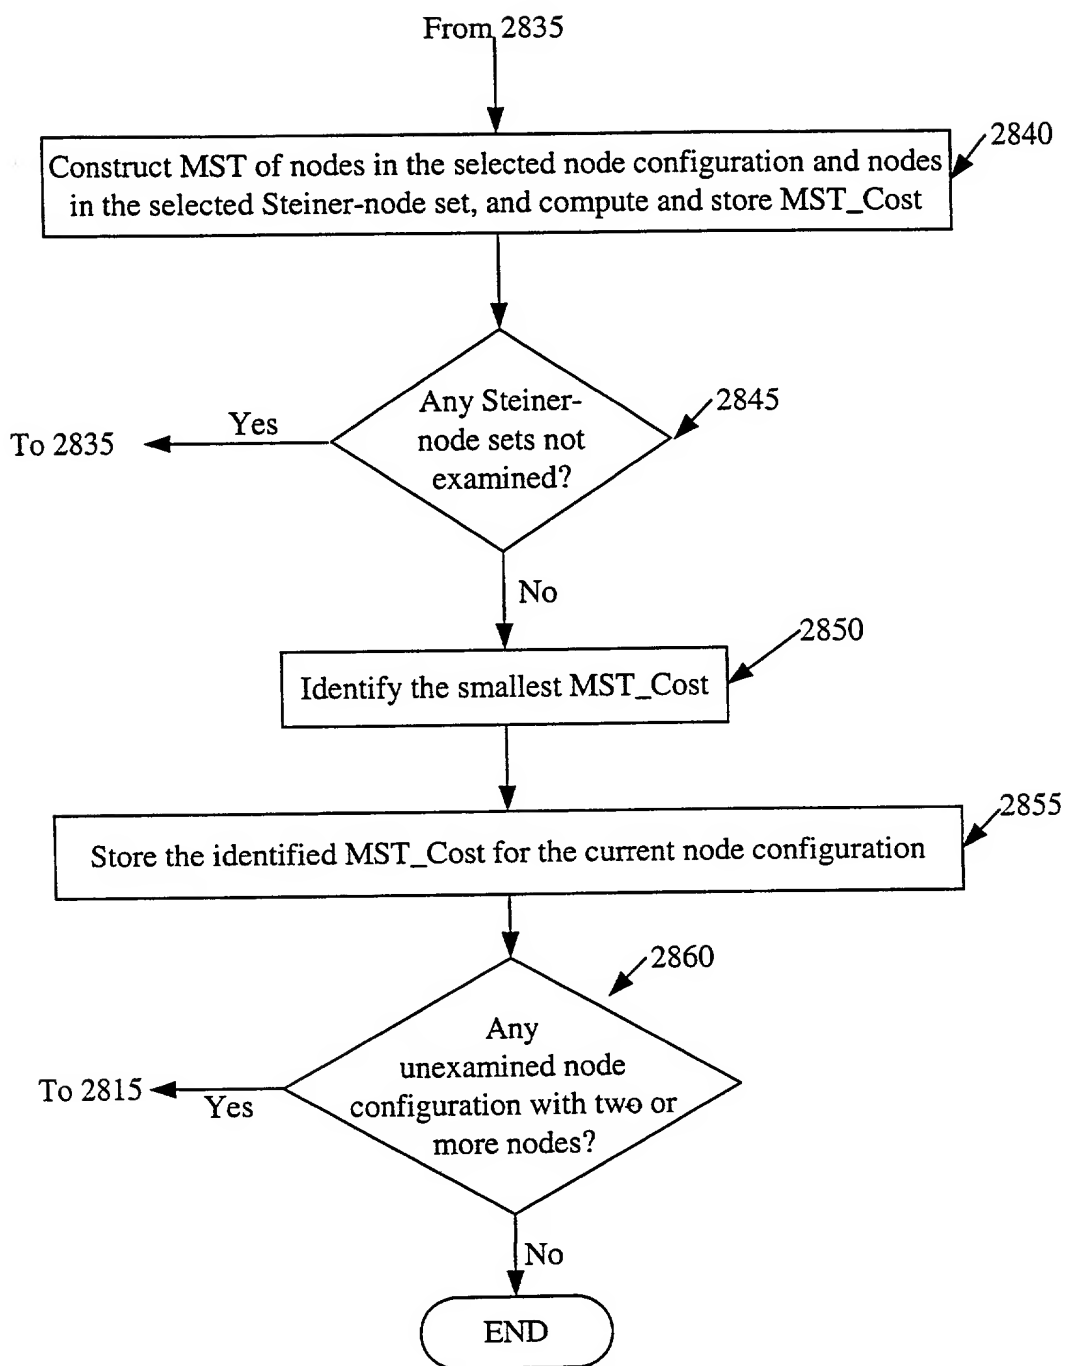 From 2835
2840
Construct MST of nodes in the selected node configuration and nodes
in the selected Steiner-node set, and compute and store MST_Cost
Any Steiner-
node sets not
examined?
2845
Yes
To 2835
No
2850
Identify the smallest MST_Cost
2855
Store the identified MST_Cost for the current node configuration
2860
Any
unexamined node
configuration with two or
more nodes?
To 2815
Yes
No
END